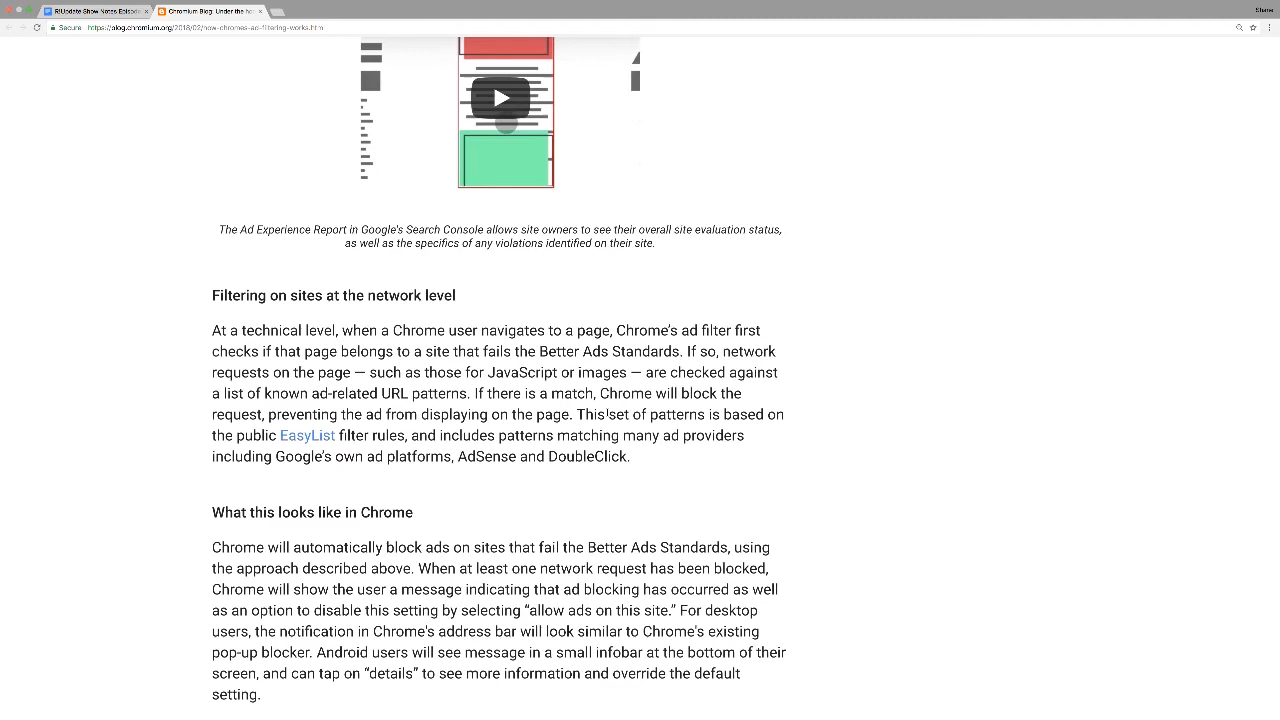 R!Update Show Notes Episode
Chromium Blog: Under the ho
Shane
Secure
https://blog.chromium.org/2018/02/how-chromes-ad-filtering-works.htm
The Ad Experience Report in Google's Search Console allows site owners to see their overall site evaluation status,
as well as the specifics of any violations identified on their site.
Filtering on sites at the network level
At a technical level, when a Chrome user navigates to a page, Chrome's ad filter first
checks if that page belongs to a site that fails the Better Ads Standards. If so, network
requests on the page — such as those for JavaScript or images — are checked against
a list of known ad-related URL patterns. If there is a match, Chrome will block the
request, preventing the ad from displaying on the page. This set of patterns is based on
the public EasyList filter rules, and includes patterns matching many ad providers
including Google's own ad platforms, AdSense and DoubleClick.
What this looks like in Chrome
Chrome will automatically block ads on sites that fail the Better Ads Standards, using
the approach described above. When at least one network request has been blocked,
Chrome will show the user a message indicating that ad blocking has occurred as well
as an option to disable this setting by selecting “allow ads on this site.” For desktop
users, the notification in Chrome's address bar will look similar to Chrome's existing
pop-up blocker. Android users will see message in a small infobar at the bottom of their
screen, and can tap on “details” to see more information and override the default
setting.